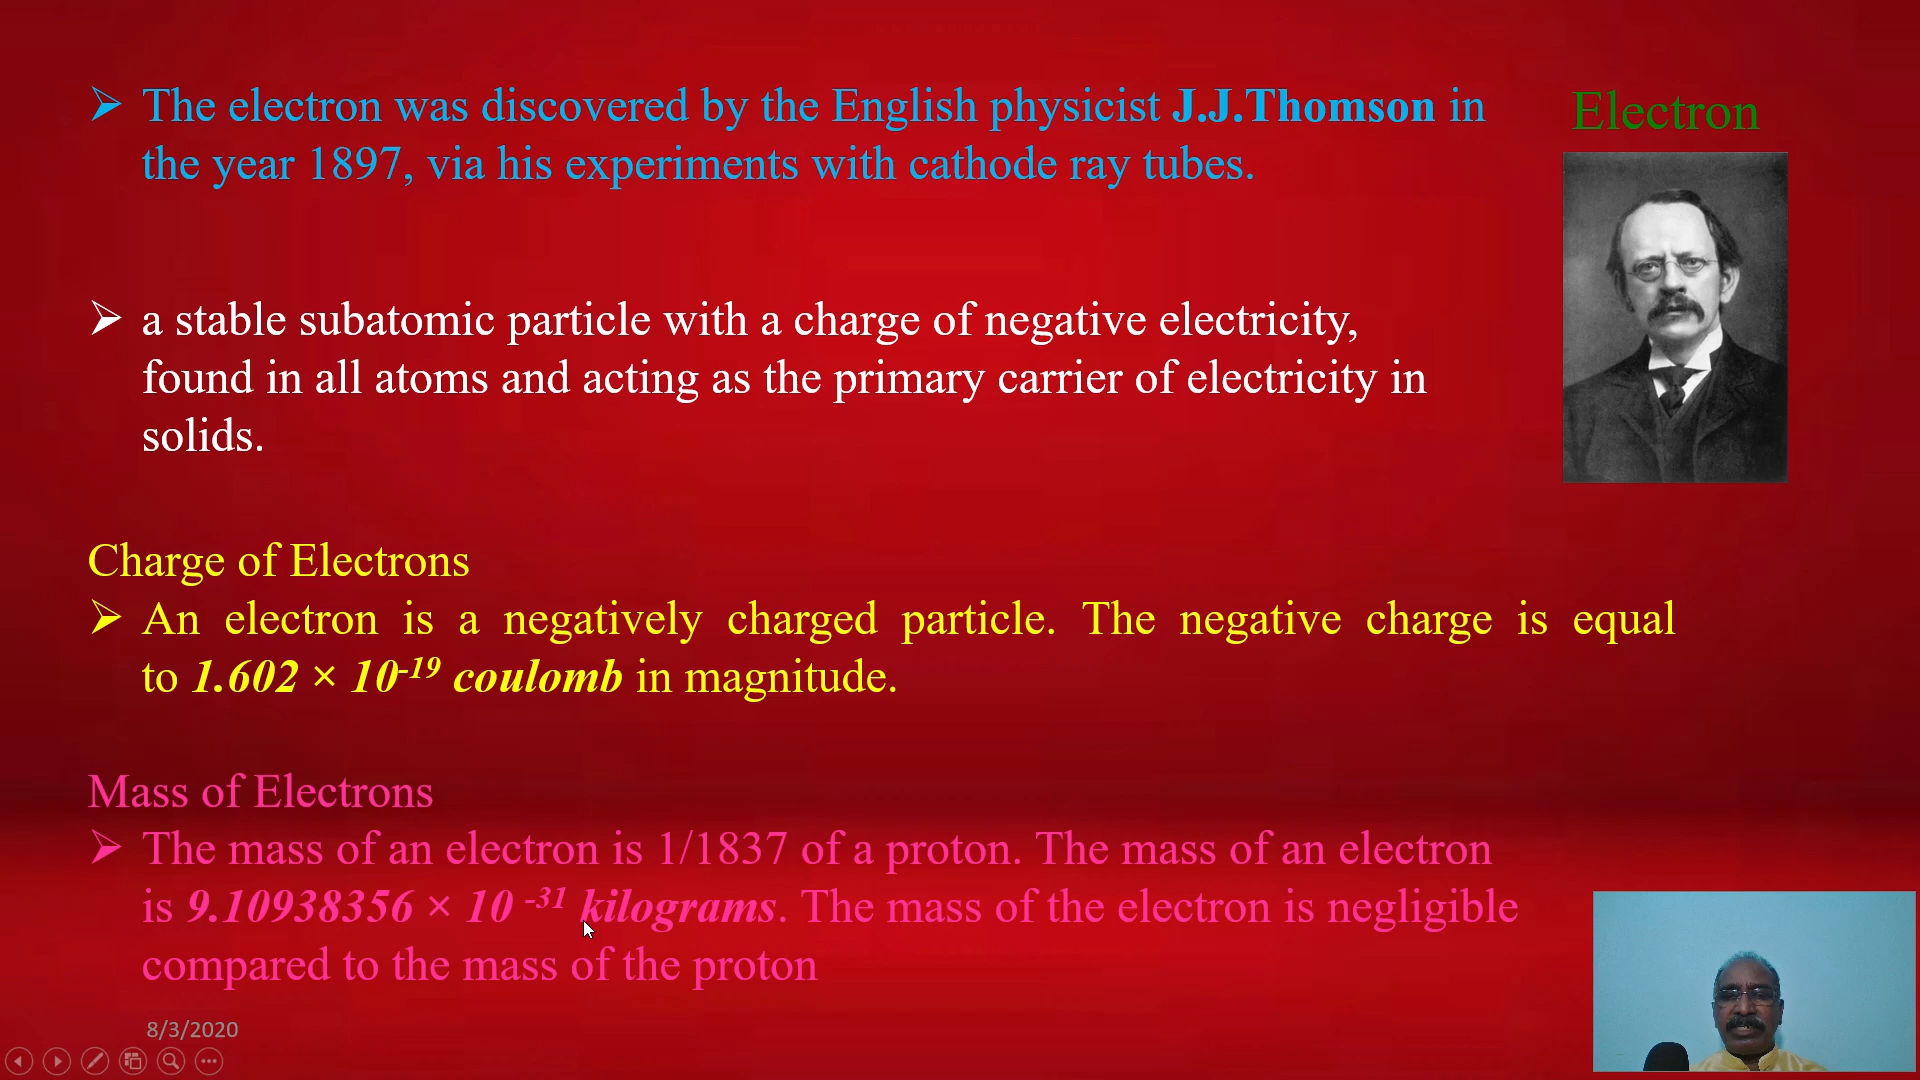 ➢ The electron was discovered by the English physicist J.J.Thomson in
the year 1897, via his experiments with cathode ray tubes.
Electron
➢ a stable subatomic particle with a charge of negative electricity,
found in all atoms and acting as the primary carrier of electricity in
solids.
Charge of Electrons
➢ An electron is a negatively charged particle. The negative charge is equal
to 1.602 × 10⁻¹⁹ coulomb in magnitude.
Mass of Electrons
➢ The mass of an electron is 1/1837 of a proton. The mass of an electron
is 9.10938356 × 10 ⁻³¹ kilograms. The mass of the electron is negligible
compared to the mass of the proton
8/3/2020